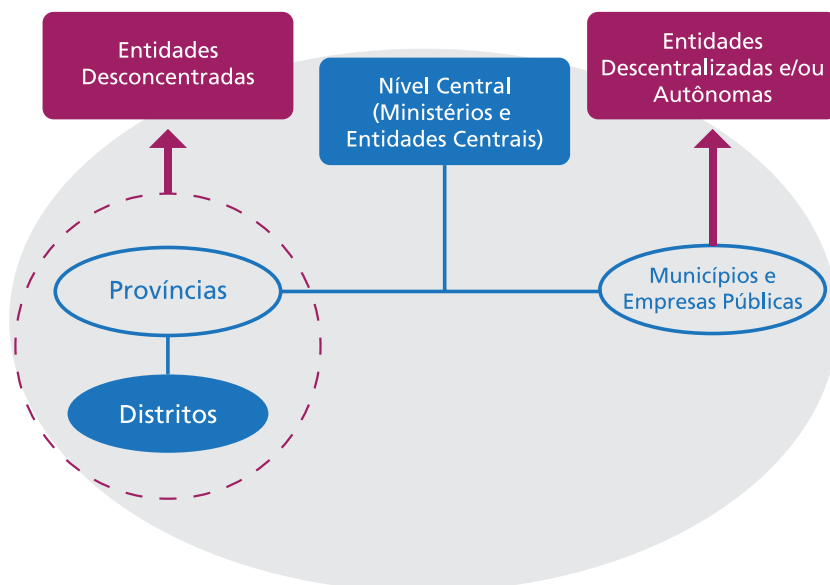 Entidades
Desconcentradas
Nível Central
(Ministérios e
Entidades Centrais)
Entidades
Descentralizadas e/ou
Autônomas
Províncias
Municípios e
Empresas Públicas
Distritos